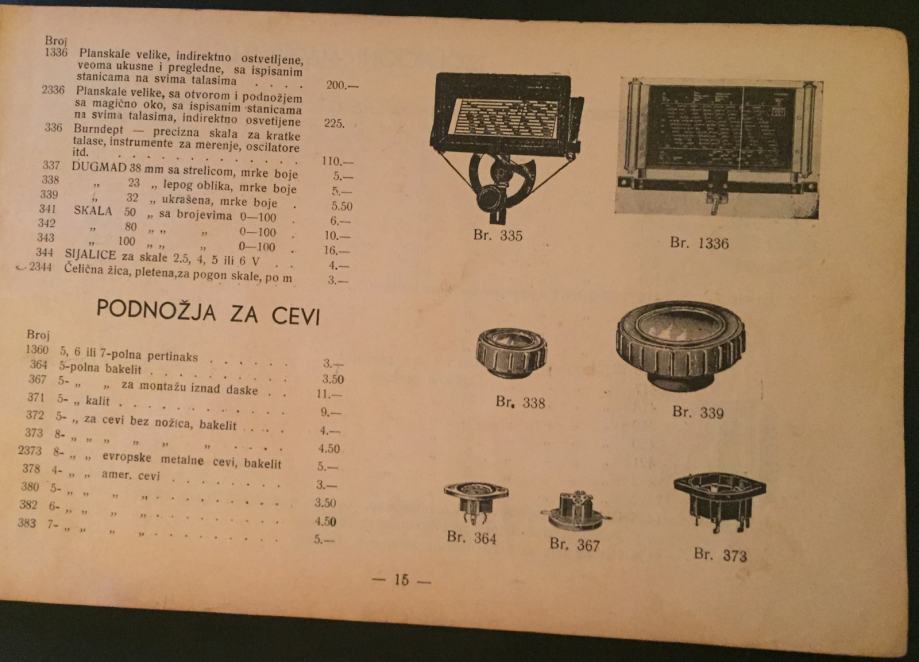 Broj
1336 Planskale velike, indirektno ostvetljene,
veoma ukusne i pregledne, sa ispisanim
stanicama na svima talasima . . . . 200.—
2336 Planskale velike, sa otvorom i podnožjem
sa magično oko, sa ispisanim stanicama
na svima talasima, indirektno osvetljene 225.
336 Burndept — precizna skala za kratke
talase, instrumente za merenje, oscilatore
itd. . . . . . . . . . . . . 110.—
337 DUGMAD 38 mm sa strelicom, mrke boje 5.—
338 „ 23 „ lepog oblika, mrke boje 5.—
339 „ 32 „ ukrašena, mrke boje . 5.50
341 SKALA 50 „ sa brojevima 0—100 . 6.—
342 „ 80 „ „ „ 0—100 . 10.—
343 „ 100 „ „ „ 0—100 . 16.—
344 SIJALICE za skale 2.5, 4, 5 ili 6 V . . 4.—
2344 Čelična žica, pletena,za pogon skale, po m 3.—
PODNOŽJA ZA CEVI
Broj
1360 5, 6 ili 7-polna pertinaks . . . . . . 3.—
364 5-polna bakelit . . . . . . . . . . 3.50
367 5- „ „ za montažu iznad daske . . 11.—
371 5- „ kalit . . . . . . . . . . . 9.—
372 5- „ za cevi bez nožica, bakelit . . . 4.—
373 8- „ „ „ „ „ „ . . . . 4.50
2373 8- „ „ evropske metalne cevi, bakelit 5.—
378 4- „ „ amer. cevi . . . . . . . . 3.—
380 5- „ „ „ „ . . . . . . . . 3.50
382 6- „ „ „ „ . . . . . . . . 4.50
383 7- „ „ „ „ . . . . . . . . 5.—
Br. 335
Br. 1336
Br. 338
Br. 339
Br. 364
Br. 367
Br. 373
— 15 —